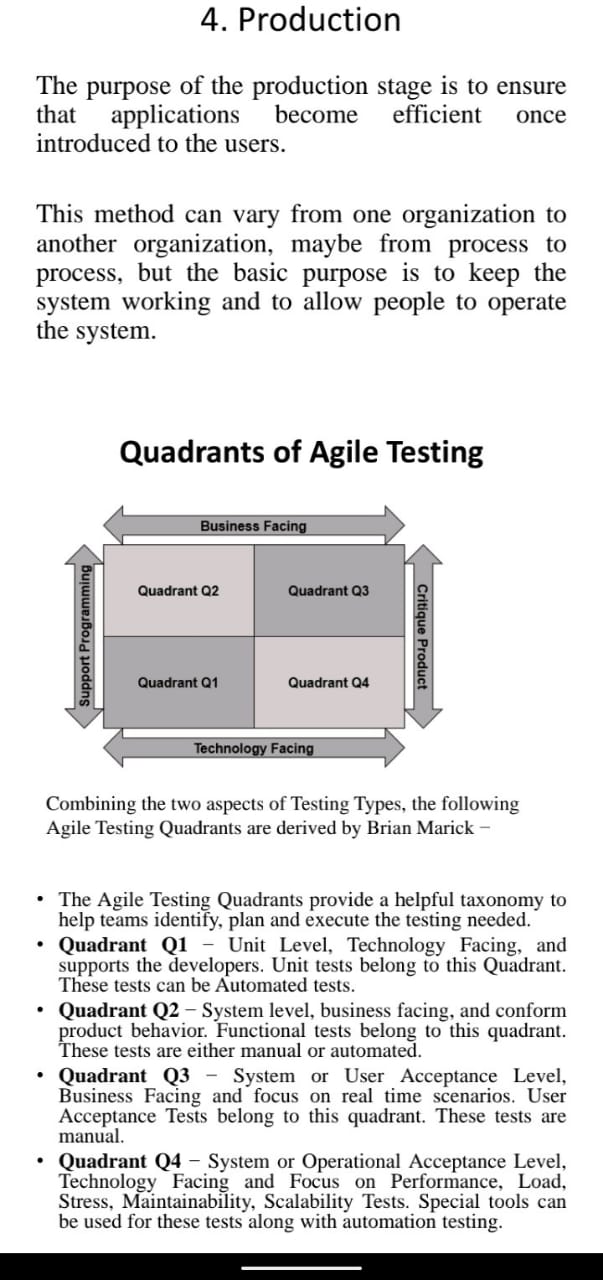 4. Production
The purpose of the production stage is to ensure
that applications become efficient once
introduced to the users.
This method can vary from one organization to
another organization, maybe from process to
process, but the basic purpose is to keep the
system working and to allow people to operate
the system.
Quadrants of Agile Testing
Business Facing
Support Programming
Quadrant Q2
Quadrant Q3
Critique Product
Quadrant Q1
Quadrant Q4
Technology Facing
Combining the two aspects of Testing Types, the following
Agile Testing Quadrants are derived by Brian Marick –
• The Agile Testing Quadrants provide a helpful taxonomy to
help teams identify, plan and execute the testing needed.
• Quadrant Q1 – Unit Level, Technology Facing, and
supports the developers. Unit tests belong to this Quadrant.
These tests can be Automated tests.
• Quadrant Q2 – System level, business facing, and conform
product behavior. Functional tests belong to this quadrant.
These tests are either manual or automated.
• Quadrant Q3 – System or User Acceptance Level,
Business Facing and focus on real time scenarios. User
Acceptance Tests belong to this quadrant. These tests are
manual.
• Quadrant Q4 – System or Operational Acceptance Level,
Technology Facing and Focus on Performance, Load,
Stress, Maintainability, Scalability Tests. Special tools can
be used for these tests along with automation testing.